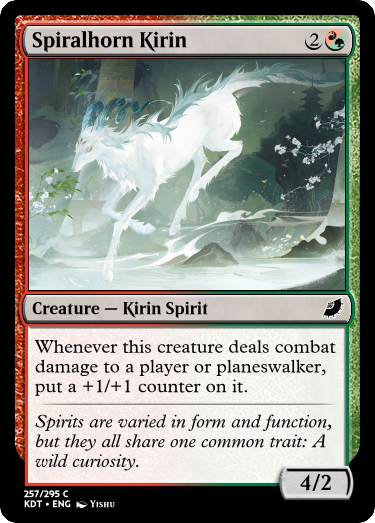 Spiralhorn Kirin 2
Creature — Kirin Spirit
Whenever this creature deals combat
damage to a player or planeswalker,
put a +1/+1 counter on it.
Spirits are varied in form and function,
but they all share one common trait: A
wild curiosity.
4/2
257/295 C
KDT • ENG Yishu